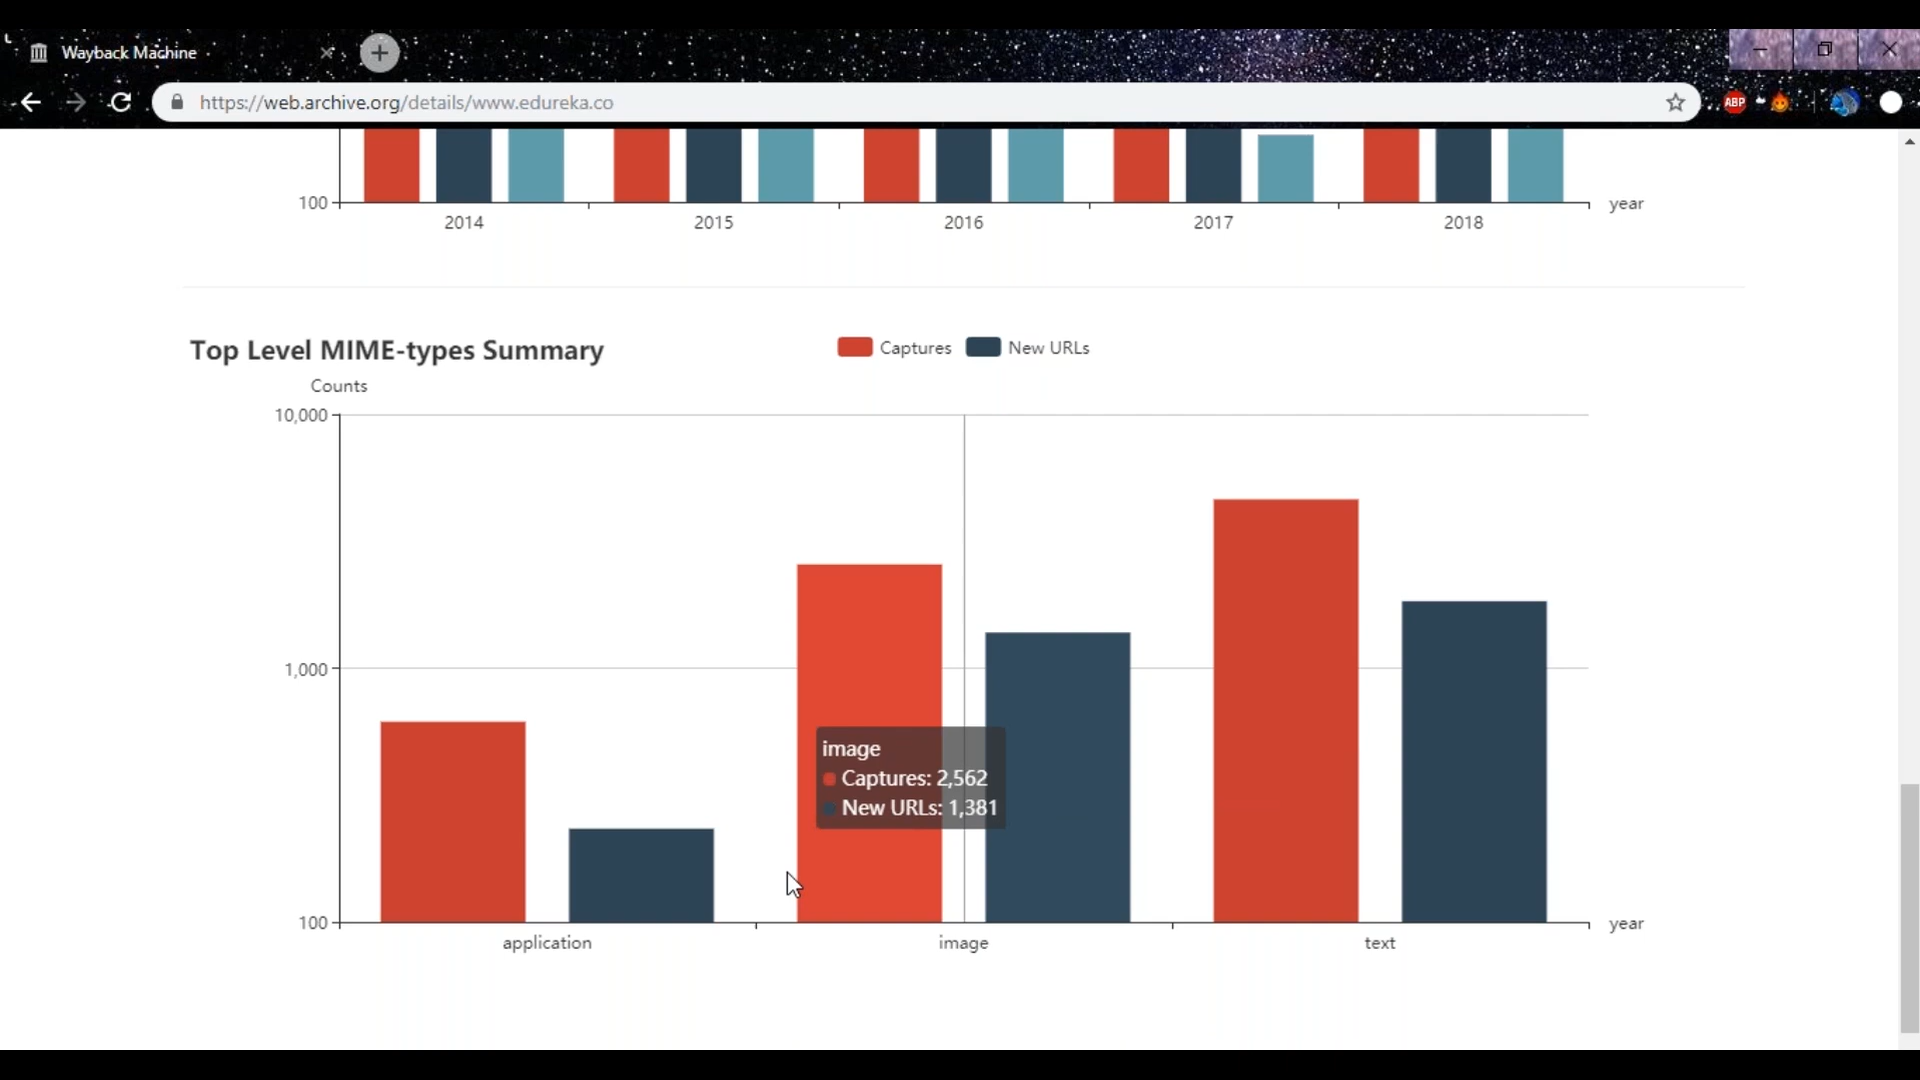 Wayback Machine
https://web.archive.org/details/www.edureka.co
ABP
100
year
2014 2015 2016 2017 2018
Top Level MIME-types Summary
Captures New URLs
Counts
10,000
1,000
image
Captures: 2,562
New URLs: 1,381
100
year
application image text